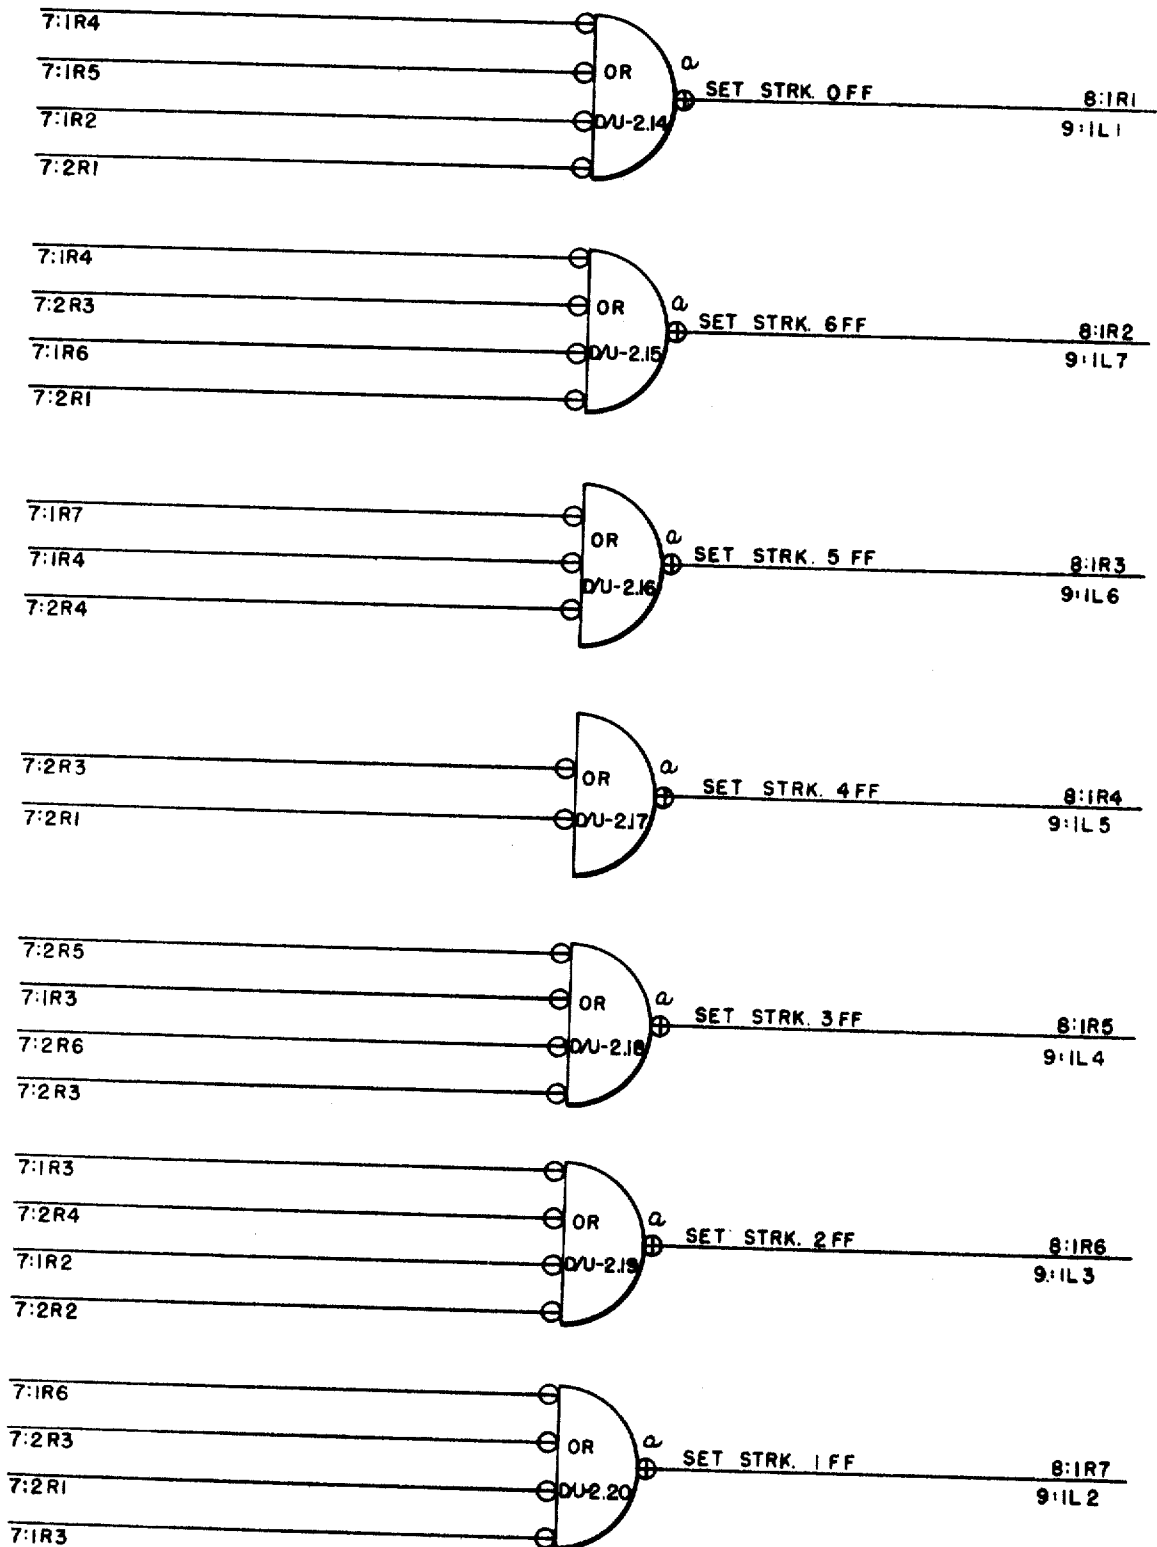 7:1R4
7:1R5
7:1R2
7:2R1
OR
D/U-2.14
a
SET STRK. 0FF
8:1R1
9:1L1
7:1R4
7:2R3
7:1R6
7:2R1
OR
D/U-2.15
a
SET STRK. 6FF
8:1R2
9:1L7
7:1R7
7:1R4
7:2R4
OR
D/U-2.16
a
SET STRK. 5 FF
8:1R3
9:1L6
7:2R3
7:2R1
OR
D/U-2.17
a
SET STRK. 4FF
8:1R4
9:1L5
7:2R5
7:1R3
7:2R6
7:2R3
OR
D/U-2.18
a
SET STRK. 3FF
8:1R5
9:1L4
7:1R3
7:2R4
7:1R2
7:2R2
OR
D/U-2.19
a
SET STRK. 2FF
8:1R6
9:1L3
7:1R6
7:2R3
7:2R1
7:1R3
OR
D/U-2.20
a
SET STRK. 1FF
8:1R7
9:1L2